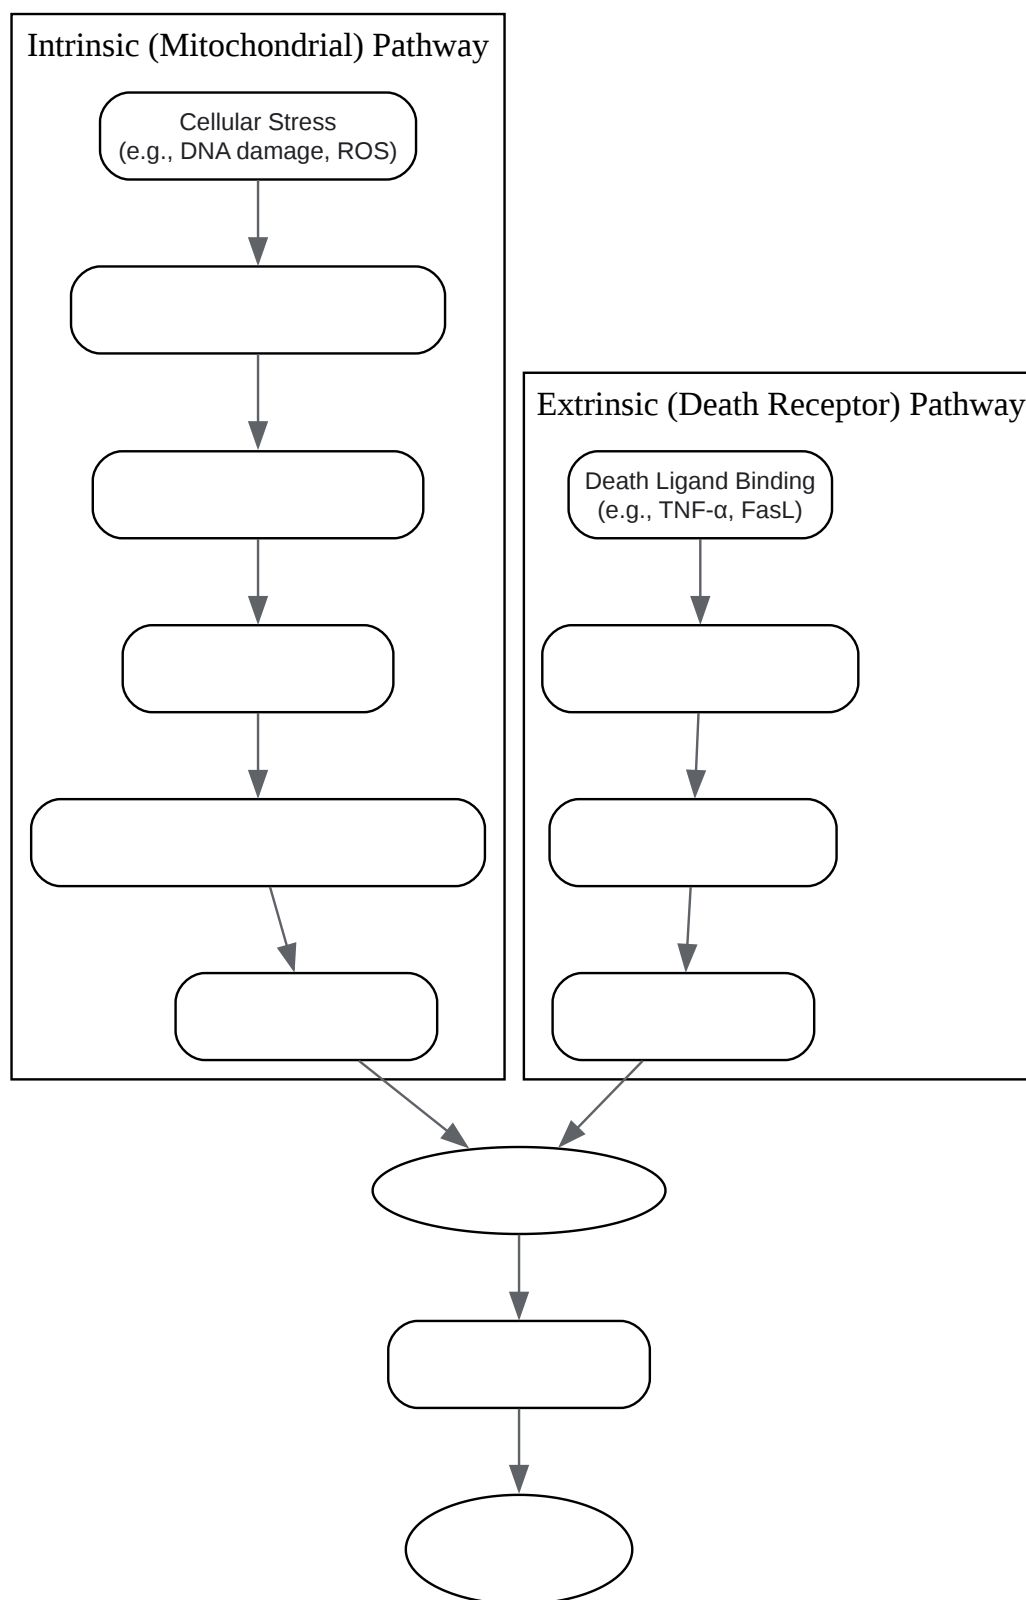 Intrinsic (Mitochondrial) Pathway
Cellular Stress
(e.g., DNA damage, ROS)
Extrinsic (Death Receptor) Pathway
Death Ligand Binding
(e.g., TNF-α, FasL)